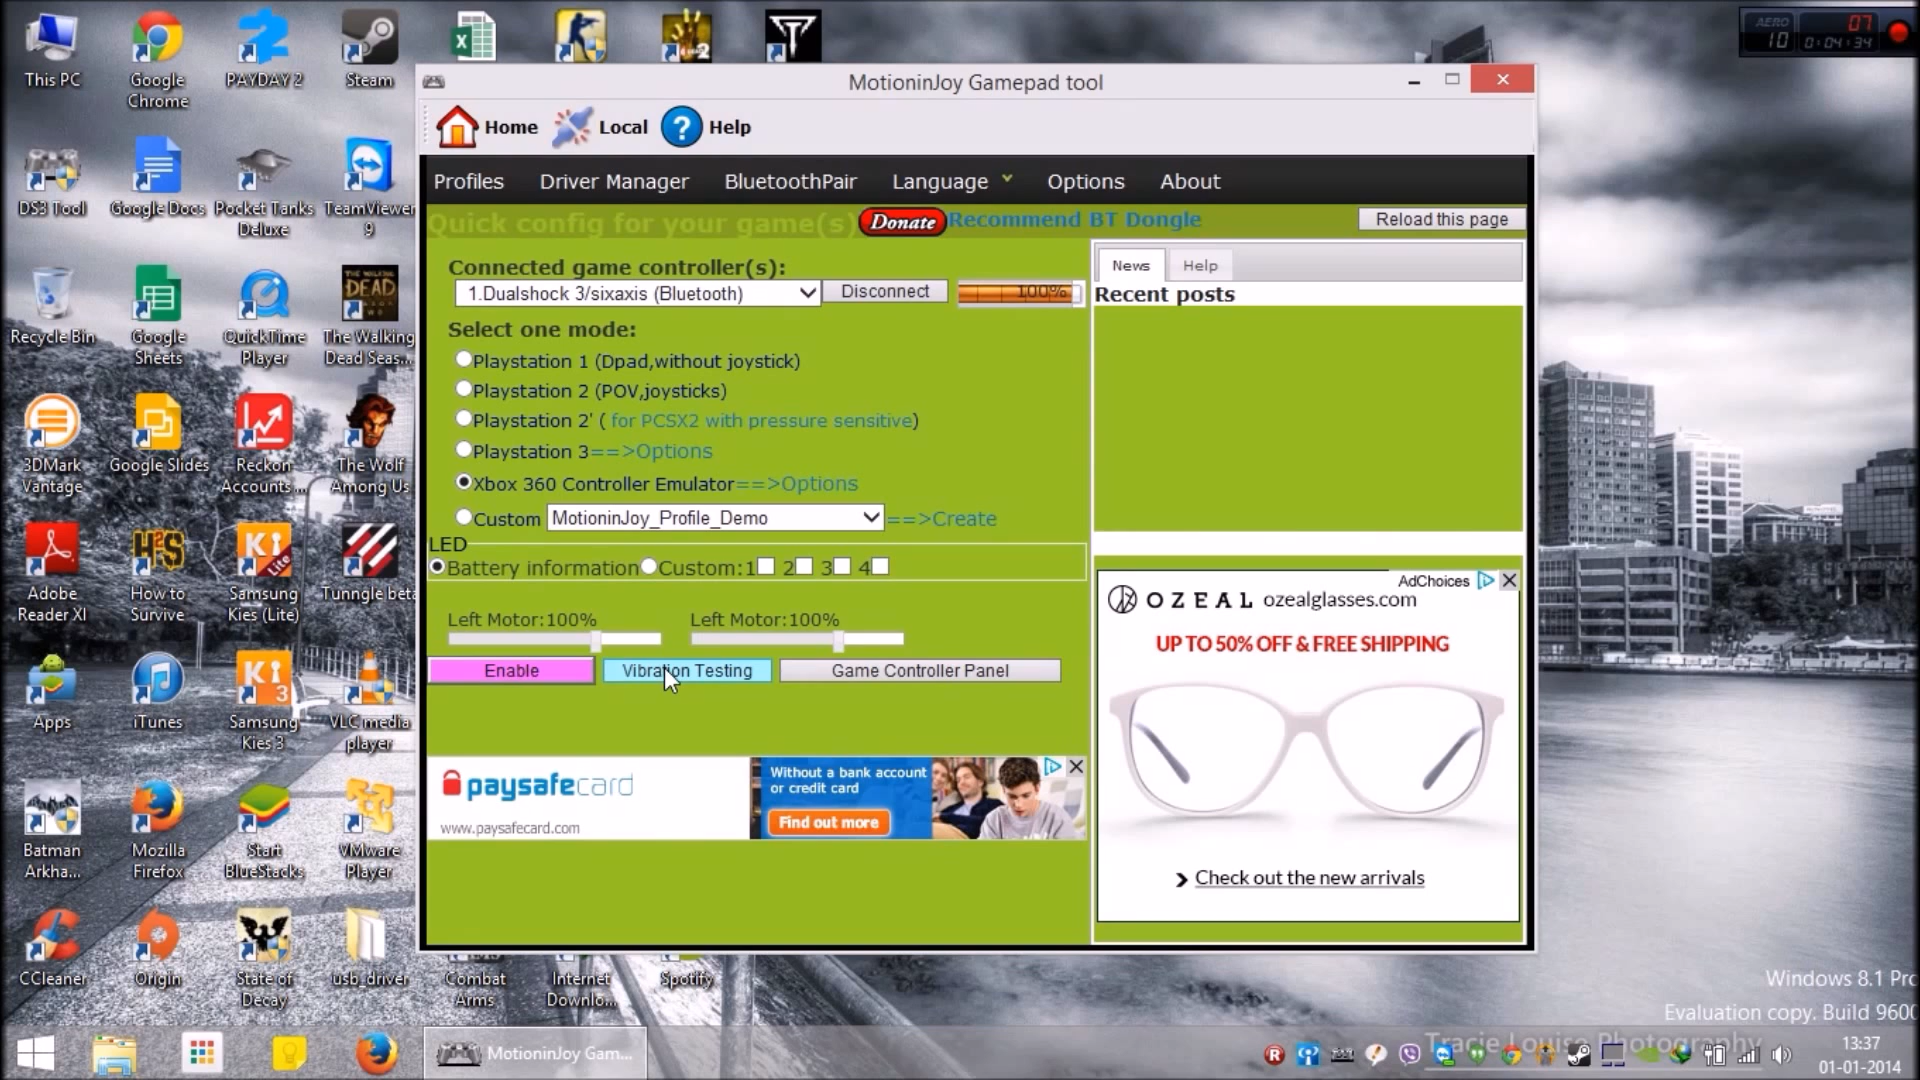 This PC
Google Chrome
PAYDAY 2
Steam
AERO
10
07
0:04:34
DS3 Tool
Google Docs
Pocket Tanks Deluxe
TeamViewer 9
Recycle Bin
Google Sheets
QuickTime Player
The Walking Dead Seas...
3DMark Vantage
Google Slides
Reckon Accounts ...
The Wolf Among Us
Adobe Reader XI
How to Survive
Samsung Kies (Lite)
Tunngle beta
Apps
iTunes
Samsung Kies 3
VLC media player
Batman Arkha...
Mozilla Firefox
Start BlueStacks
VMware Player
CCleaner
Origin
State of Decay
usb_driver
Combat Arms
Internet Downlo...
Spotify
MotioninJoy Gamepad tool
Home Local Help
Profiles Driver Manager BluetoothPair Language Options About
Quick config for your game(s) Donate Recommend BT Dongle Reload this page
Connected game controller(s):
1.Dualshock 3/sixaxis (Bluetooth) Disconnect 100%
Select one mode:
Playstation 1 (Dpad,without joystick)
Playstation 2 (POV,joysticks)
Playstation 2' ( for PCSX2 with pressure sensitive)
Playstation 3==>Options
Xbox 360 Controller Emulator==>Options
Custom MotioninJoy_Profile_Demo ==>Create
LED
Battery information Custom:1 2 3 4
Left Motor:100% Left Motor:100%
Enable Vibration Testing Game Controller Panel
paysafecard
www.paysafecard.com
Without a bank account
or credit card
Find out more
News Help
Recent posts
AdChoices
OZEAL ozealglasses.com
UP TO 50% OFF & FREE SHIPPING
Check out the new arrivals
Windows 8.1 Pro
Evaluation copy. Build 9600
Tracie Louise Photography
MotioninJoy Gam...
13:37
01-01-2014